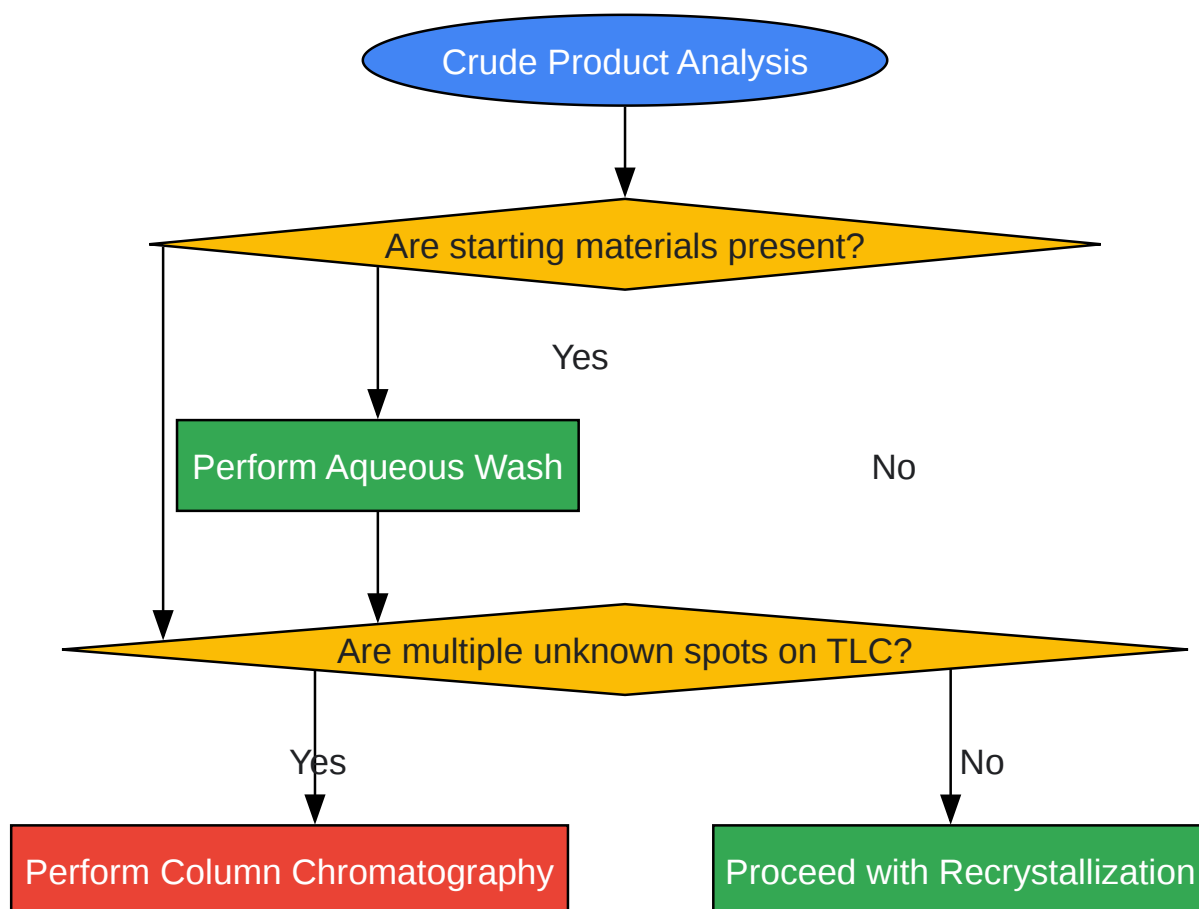 Crude Product Analysis
Are starting materials present?
Yes
Perform Aqueous Wash
No
Are multiple unknown spots on TLC?
Yes
No
Perform Column Chromatography
Proceed with Recrystallization